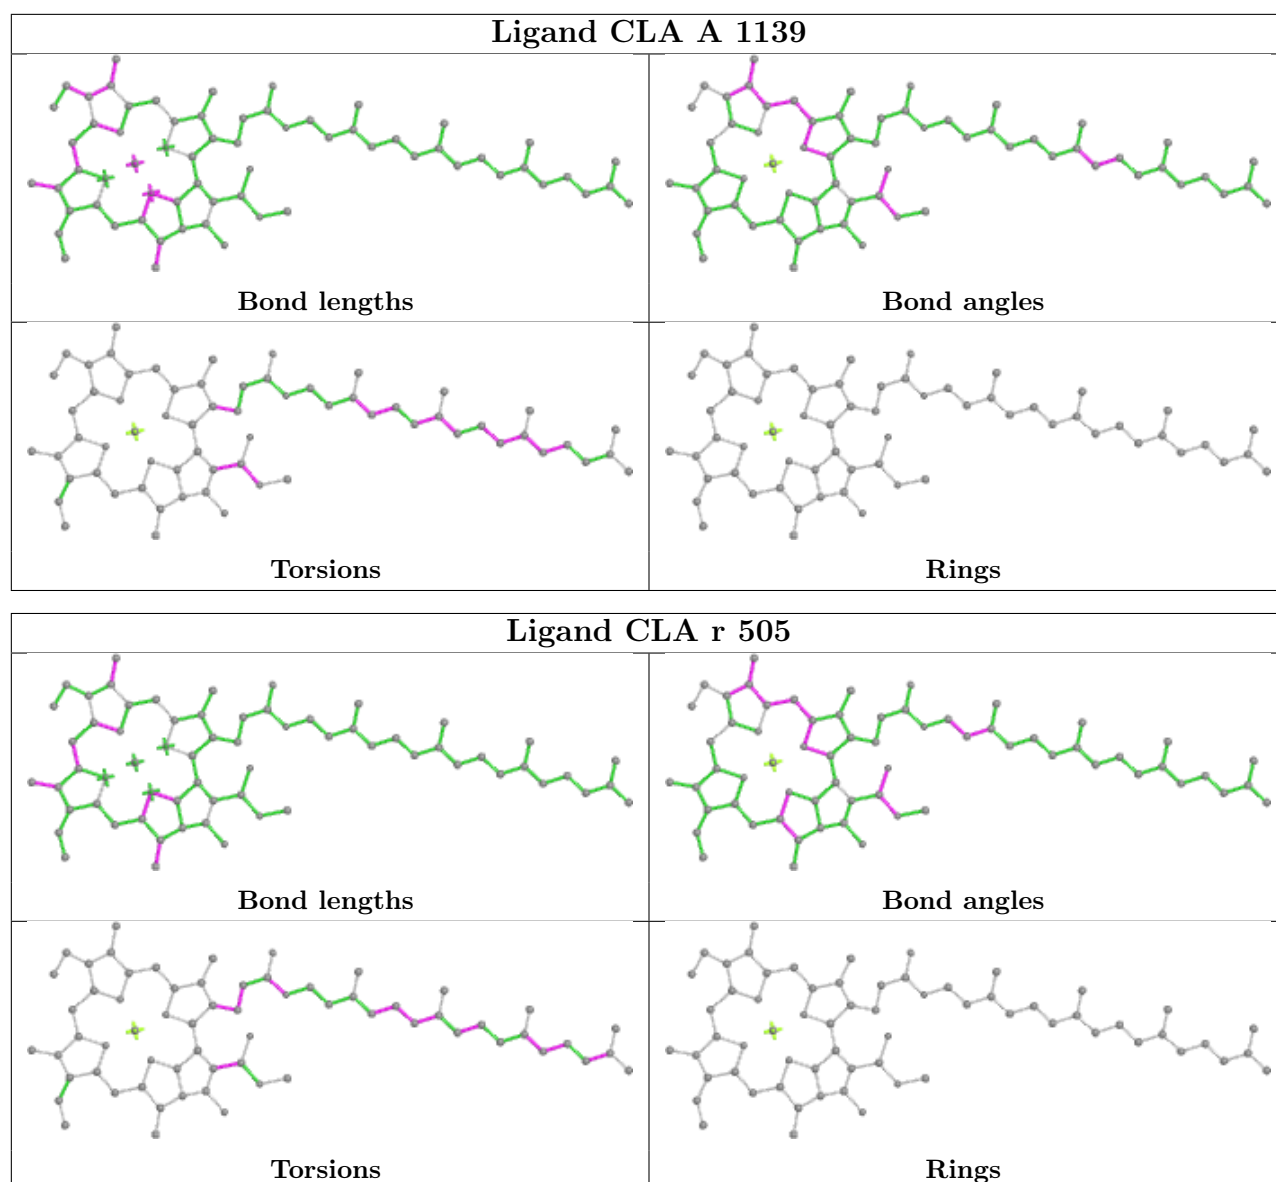 Ligand CLA A 1139
Bond lengths
Bond angles
Torsions
Rings
Ligand CLA r 505
Bond lengths
Bond angles
Torsions
Rings